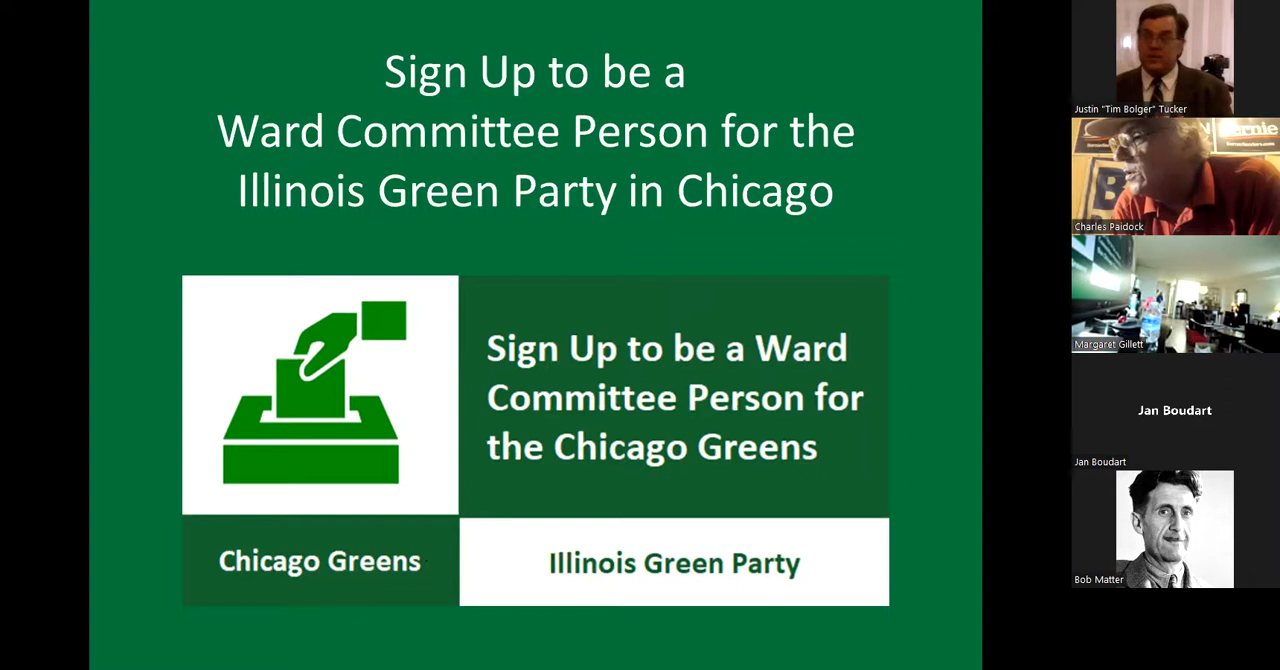 Sign Up to be a
Ward Committee Person for the
Illinois Green Party in Chicago
Sign Up to be a Ward
Committee Person for
the Chicago Greens
Chicago Greens
Illinois Green Party
Justin "Tim Bolger" Tucker
Bernie
Charles Paidock
Margaret Gillett
Jan Boudart
Jan Boudart
Bob Matter